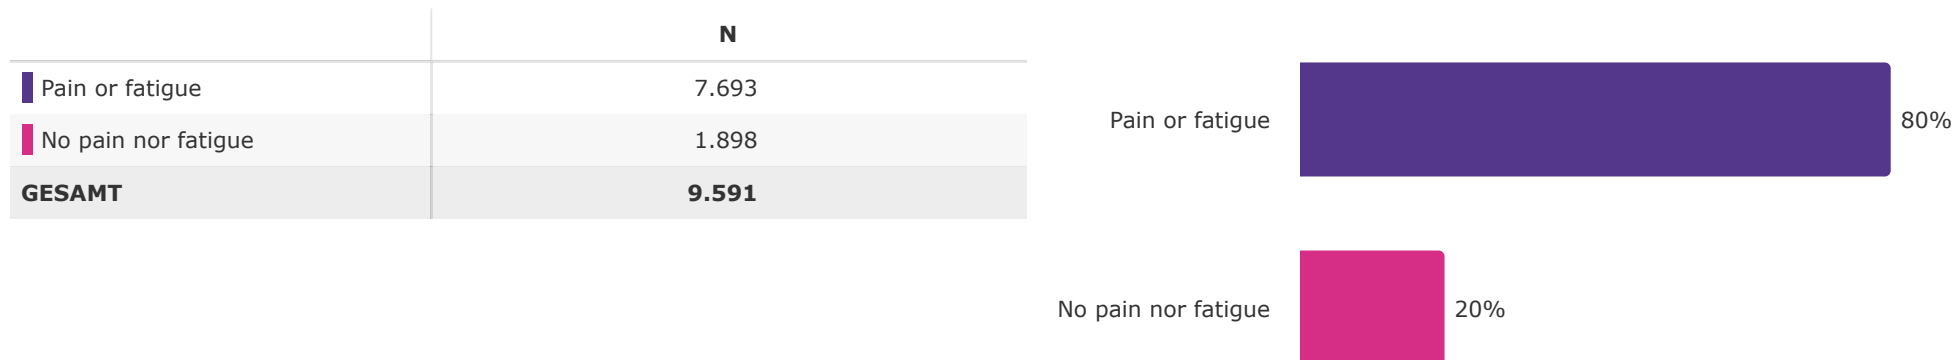 N
Pain or fatigue 7.693
No pain nor fatigue 1.898
GESAMT 9.591
Pain or fatigue 80%
No pain nor fatigue 20%